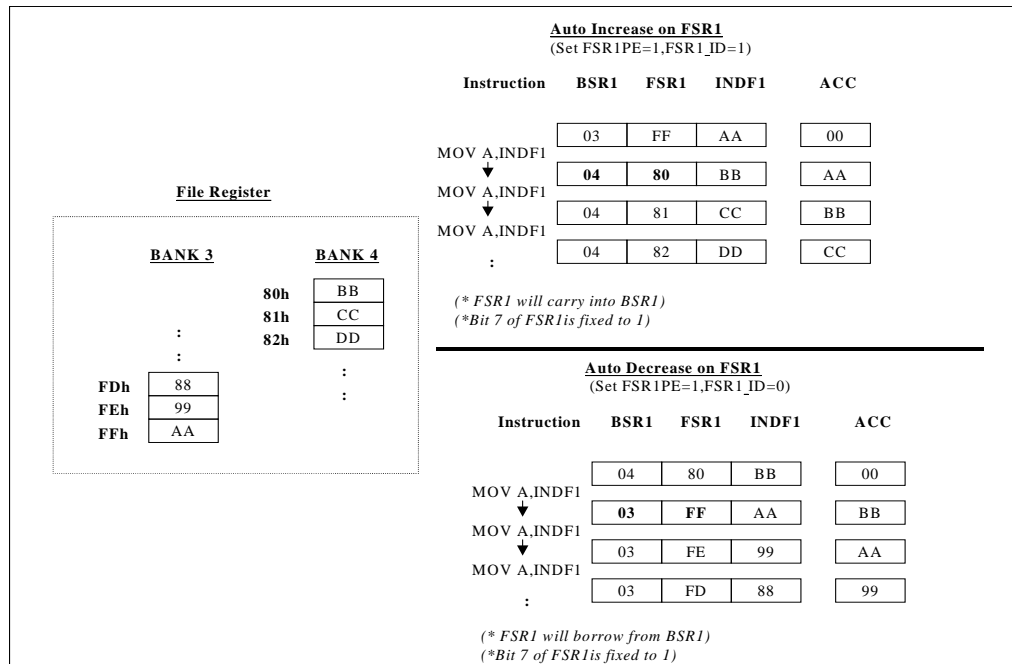 File Register
BANK 3
BANK 4
80h BB
81h CC
82h DD
:
:
:
:
FDh 88
FEh 99
FFh AA
Auto Increase on FSR1
(Set FSR1PE=1,FSR1_ID=1)
Instruction BSR1 FSR1 INDF1 ACC
03 FF AA 00
MOV A,INDF1
04 80 BB AA
MOV A,INDF1
04 81 CC BB
MOV A,INDF1
04 82 DD CC
:
(* FSR1 will carry into BSR1)
(*Bit 7 of FSR1is fixed to 1)
Auto Decrease on FSR1
(Set FSR1PE=1,FSR1_ID=0)
Instruction BSR1 FSR1 INDF1 ACC
04 80 BB 00
MOV A,INDF1
03 FF AA BB
MOV A,INDF1
03 FE 99 AA
MOV A,INDF1
03 FD 88 99
:
(* FSR1 will borrow from BSR1)
(*Bit 7 of FSR1is fixed to 1)